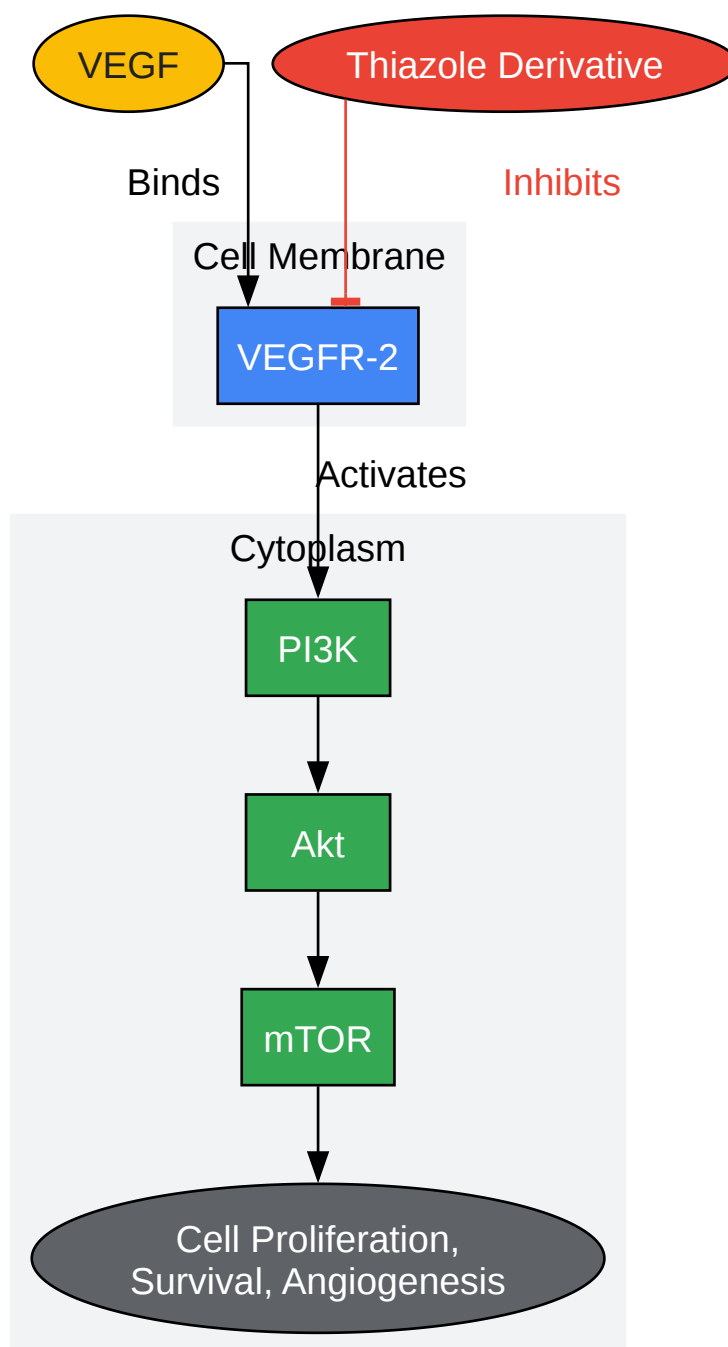 VEGF
Thiazole Derivative
Binds
Inhibits
Cell Membrane
VEGFR-2
Activates
Cytoplasm
PI3K
Akt
mTOR
Cell Proliferation,
Survival, Angiogenesis